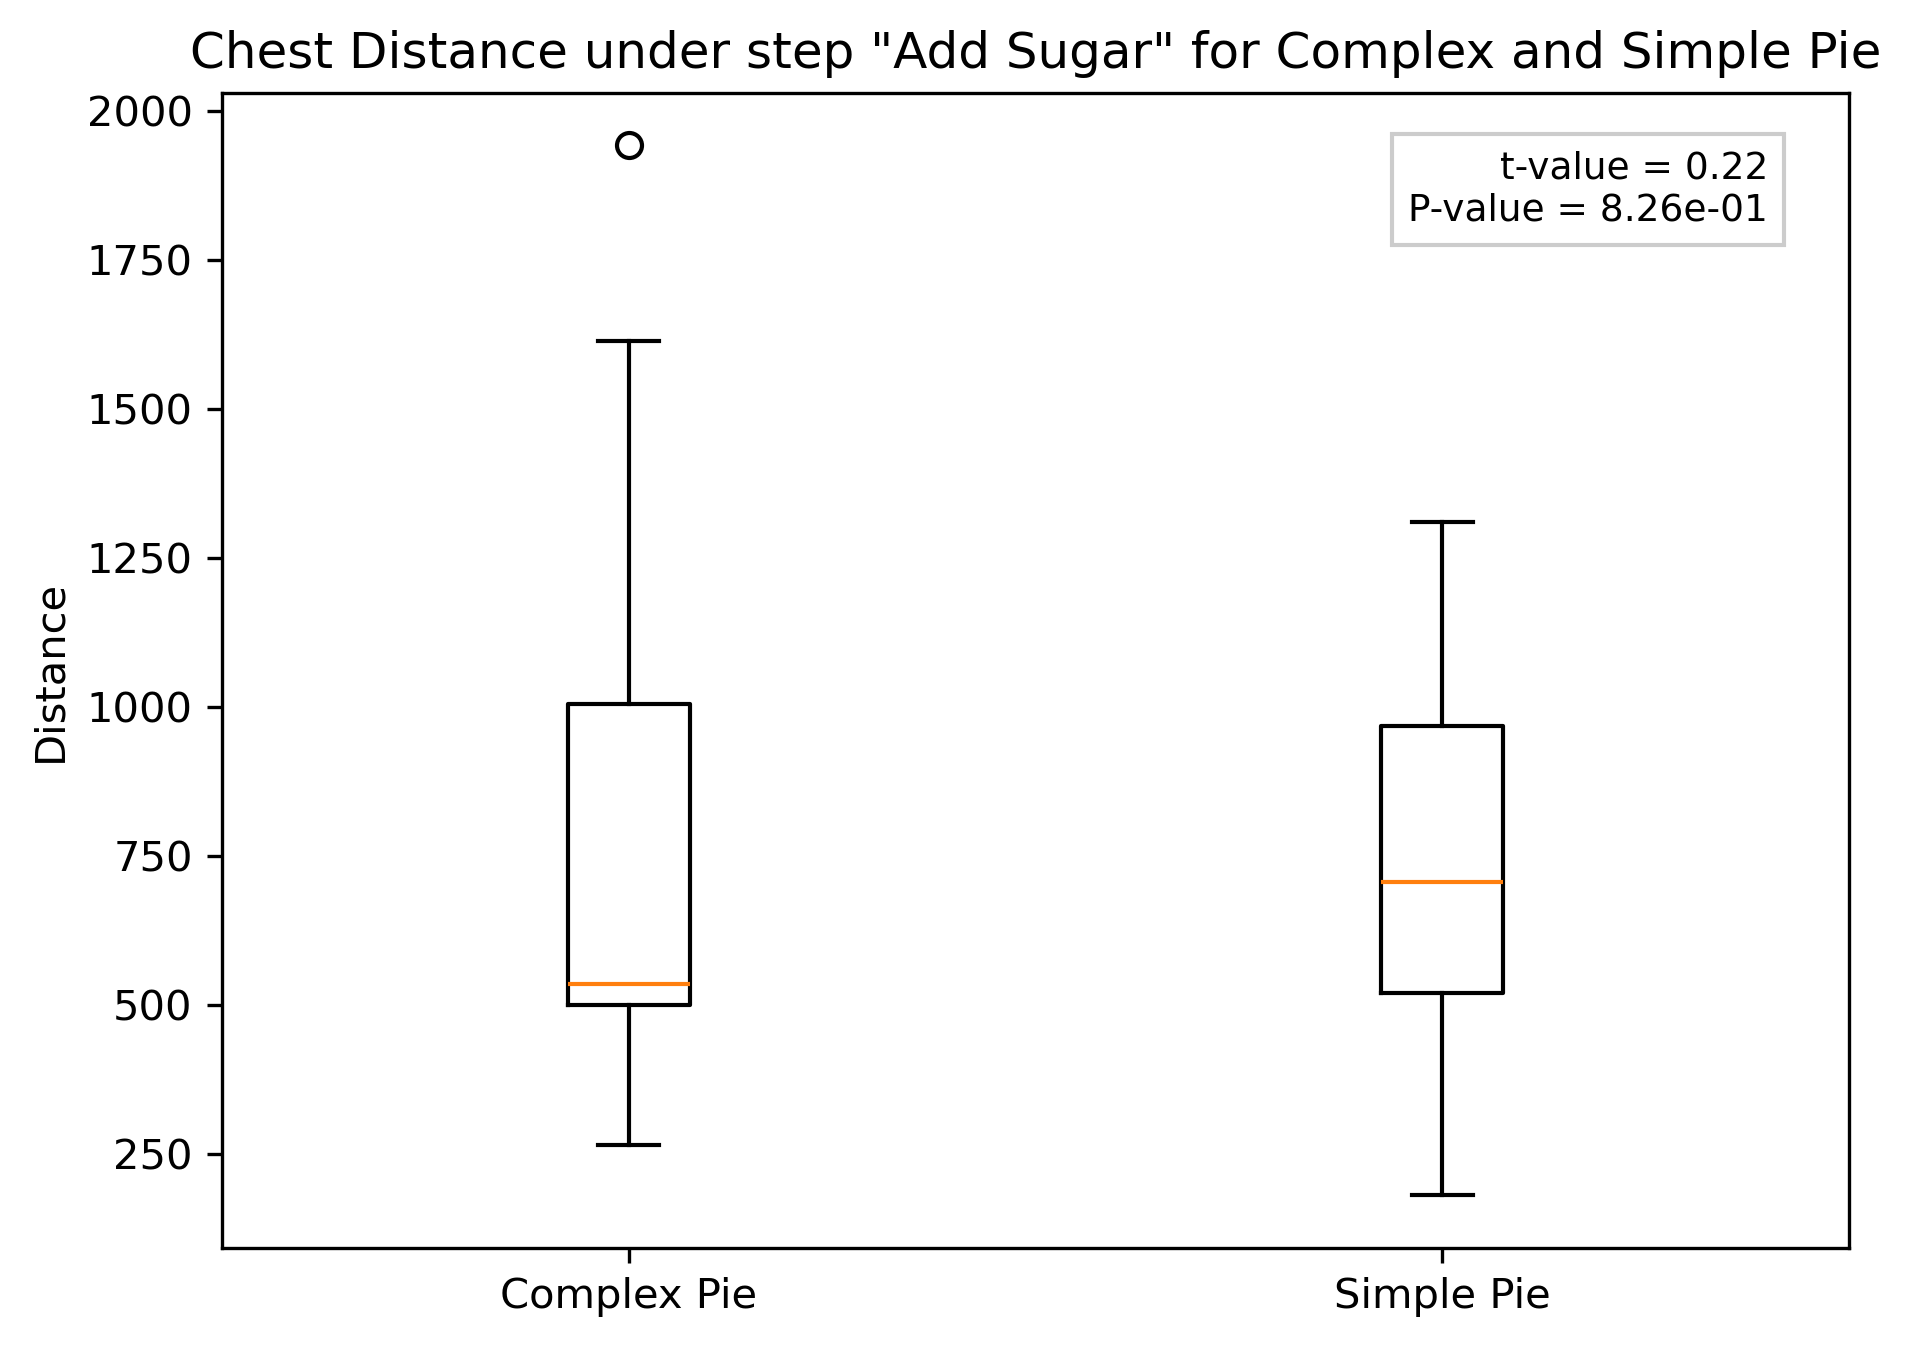 Chest Distance under step "Add Sugar" for Complex and Simple Pie
t-value = 0.22
P-value = 8.26e-01
Distance
2000
1750
1500
1250
1000
750
500
250
Complex Pie
Simple Pie